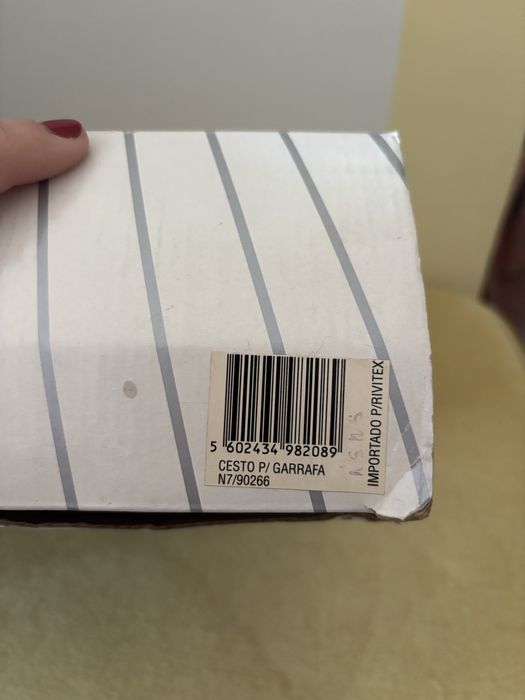 5 602434 982089
CESTO P/ GARRAFA
N7/90266
IMPORTADO P/RIVITEX